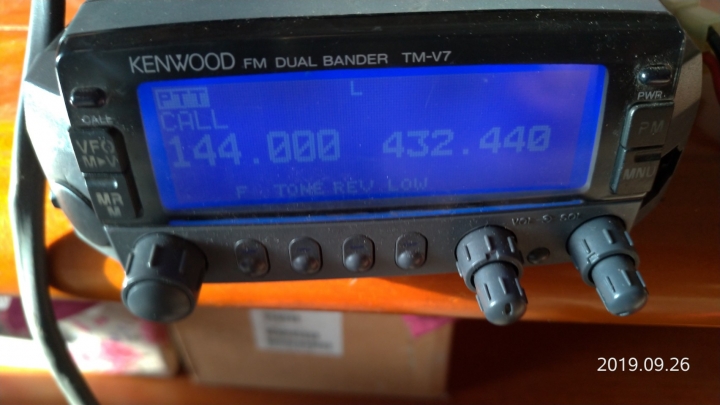 KENWOOD FM DUAL BANDER TM-V7
L
PTT
CALL
144.000 432.440
F TONE REV LOW
CALL
VFO
M►V
MR
M
PWR
PM
MNU
VOL SQL
2019.09.26